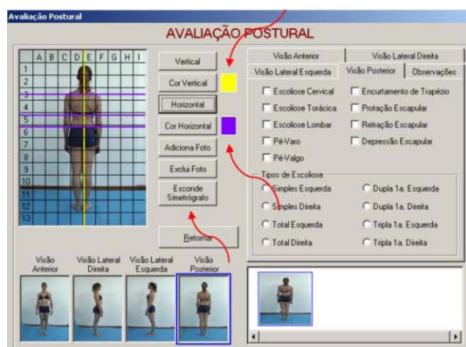 Avaliação Postural
AVALIAÇÃO POSTURAL
A B C D E F G H I
1
2
3
4
5
6
7
8
9
10
11
12
13
Vertical
Cor Vertical
Horizontal
Cor Horizontal
Adiciona Foto
Exclui Foto
Esconde
Simetrógrafo
Retornar
Visão Anterior Visão Lateral Direita
Visão Lateral Esquerda Visão Posterior Observações
Escoliose Cervical Encurtamento de Trapézio
Escoliose Torácica Protação Escapular
Escoliose Lombar Retração Escapular
Pé-Varo Depressão Escapular
Pé-Valgo
Tipos de Escoliose
Simples Esquerda Dupla 1a. Esquerda
Simples Direita Dupla 1a. Direita
Total Esquerda Tripla 1a. Esquerda
Total Direita Tripla 1a. Direita
Visão Anterior
Visão Lateral Direita
Visão Lateral Esquerda
Visão Posterior